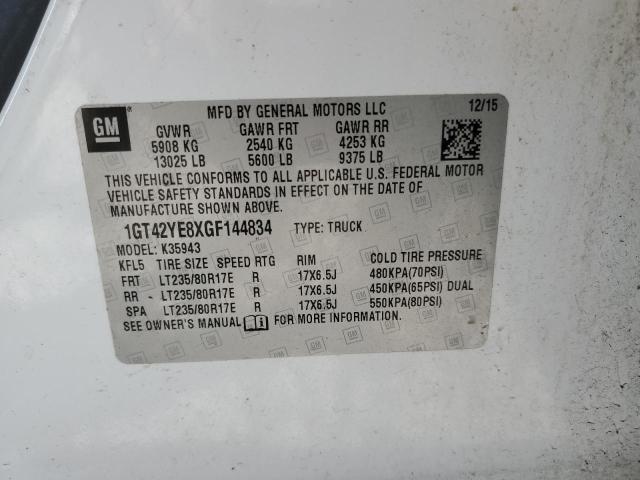 GM
MFD BY GENERAL MOTORS LLC 12/15
GVWR GAWR FRT GAWR RR
5908 KG 2540 KG 4253 KG
13025 LB 5600 LB 9375 LB
THIS VEHICLE CONFORMS TO ALL APPLICABLE U.S. FEDERAL MOTOR
VEHICLE SAFETY STANDARDS IN EFFECT ON THE DATE OF
MANUFACTURE SHOWN ABOVE.
1GT42YE8XGF144834 TYPE: TRUCK
MODEL: K35943
KFL5 TIRE SIZE SPEED RTG RIM COLD TIRE PRESSURE
FRT LT235/80R17E R 17X6.5J 480KPA(70PSI)
RR - LT235/80R17E R 17X6.5J 450KPA(65PSI) DUAL
SPA LT235/80R17E R 17X6.5J 550KPA(80PSI)
SEE OWNER'S MANUAL FOR MORE INFORMATION.